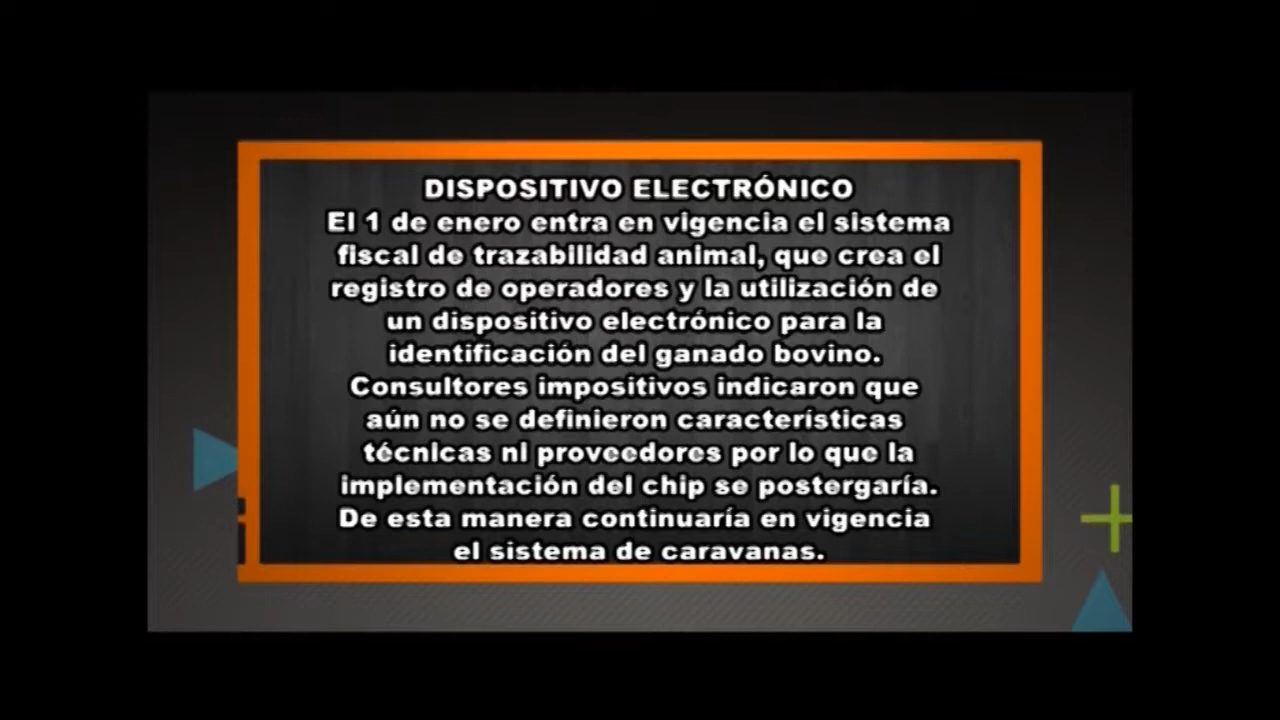 DISPOSITIVO ELECTRÓNICO
El 1 de enero entra en vigencia el sistema
fiscal de trazabilidad animal, que crea el
registro de operadores y la utilización de
un dispositivo electrónico para la
identificación del ganado bovino.
Consultores impositivos indicaron que
aún no se definieron características
técnicas ni proveedores por lo que la
implementación del chip se postergaría.
De esta manera continuaría en vigencia
el sistema de caravanas.